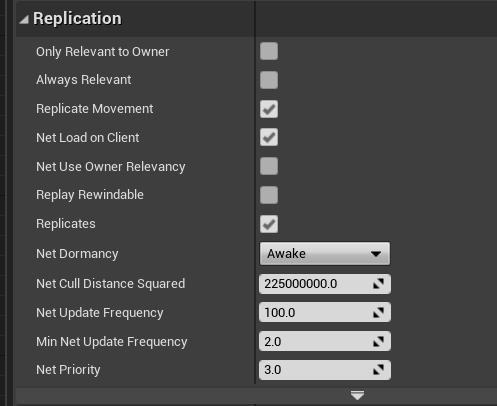 Replication
Only Relevant to Owner
Always Relevant
Replicate Movement
Net Load on Client
Net Use Owner Relevancy
Replay Rewindable
Replicates
Net Dormancy Awake
Net Cull Distance Squared 225000000.0
Net Update Frequency 100.0
Min Net Update Frequency 2.0
Net Priority 3.0